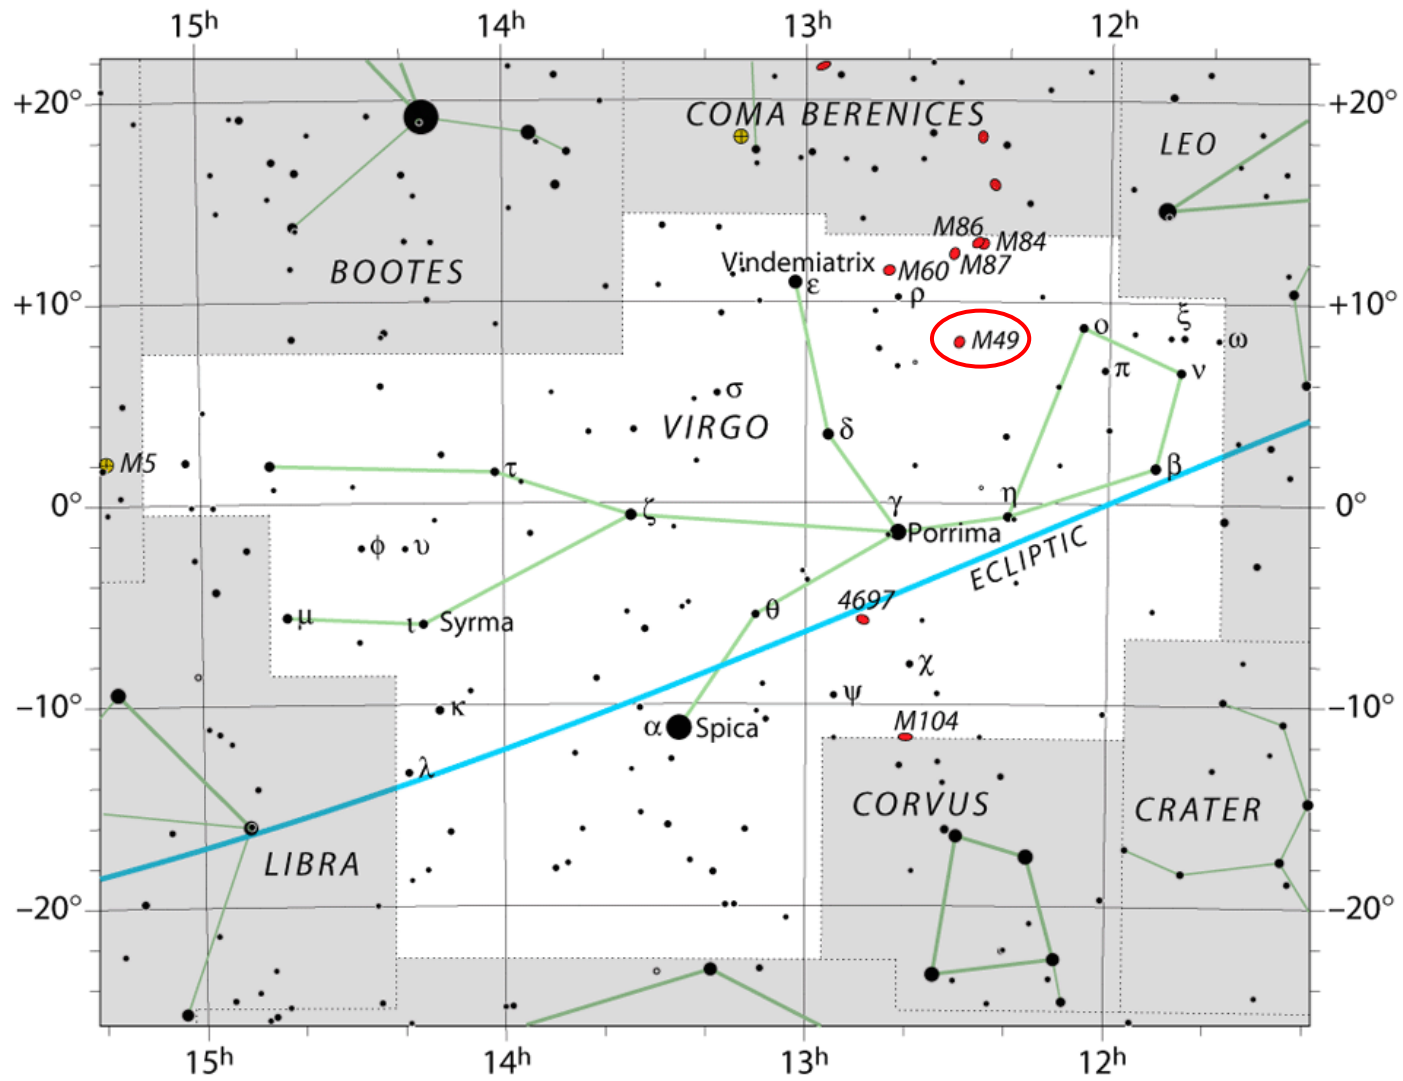 15h 14h 13h 12h
+20° COMA BERENICES +20°
LEO
M86 M84
BOOTES Vindemiatrix M60 M87
ε
+10° ρ +10°
ξ
M49 ο ω
π ν
σ
VIRGO δ
M5 τ β
0° ζ γ η 0°
Porrima
φ υ ECLIPTIC
4697
μ ι Syrma θ
χ
ψ
−10° κ −10°
α Spica M104
λ
CORVUS CRATER
LIBRA
−20° −20°
15h 14h 13h 12h